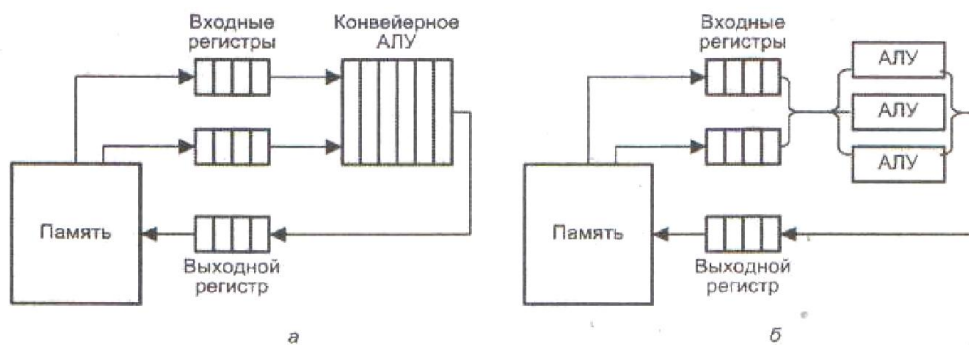 Входные
регистры
Конвейерное
АЛУ
Память
Выходной
регистр
а
Входные
регистры
АЛУ
АЛУ
АЛУ
Память
Выходной
регистр
б